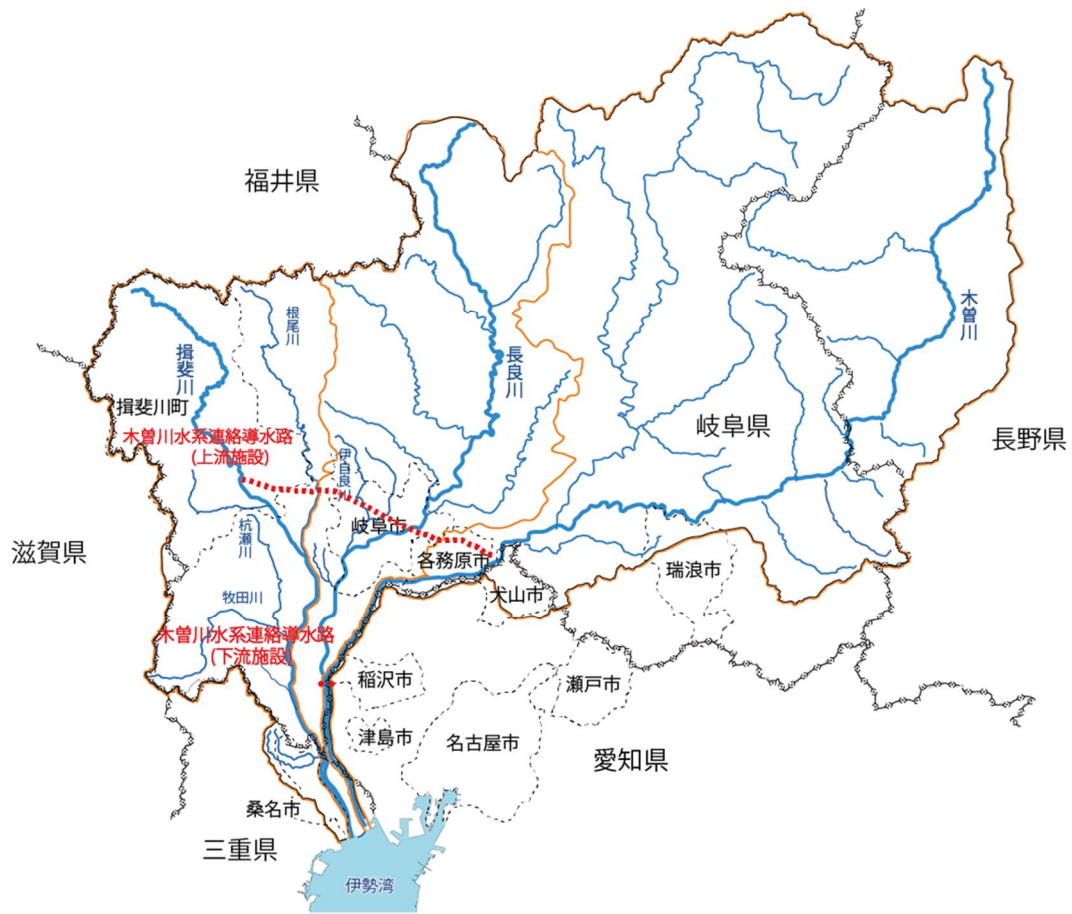 福井県
木曽川
根尾川
揖斐川
長良川
揖斐川町
岐阜県
木曽川水系連絡導水路
(上流施設)
長野県
伊自良川
岐阜市
杭瀬川
滋賀県
各務原市
瑞浪市
犬山市
牧田川
木曽川水系連絡導水路
(下流施設)
稲沢市
瀬戸市
津島市
名古屋市
愛知県
桑名市
三重県
伊勢湾